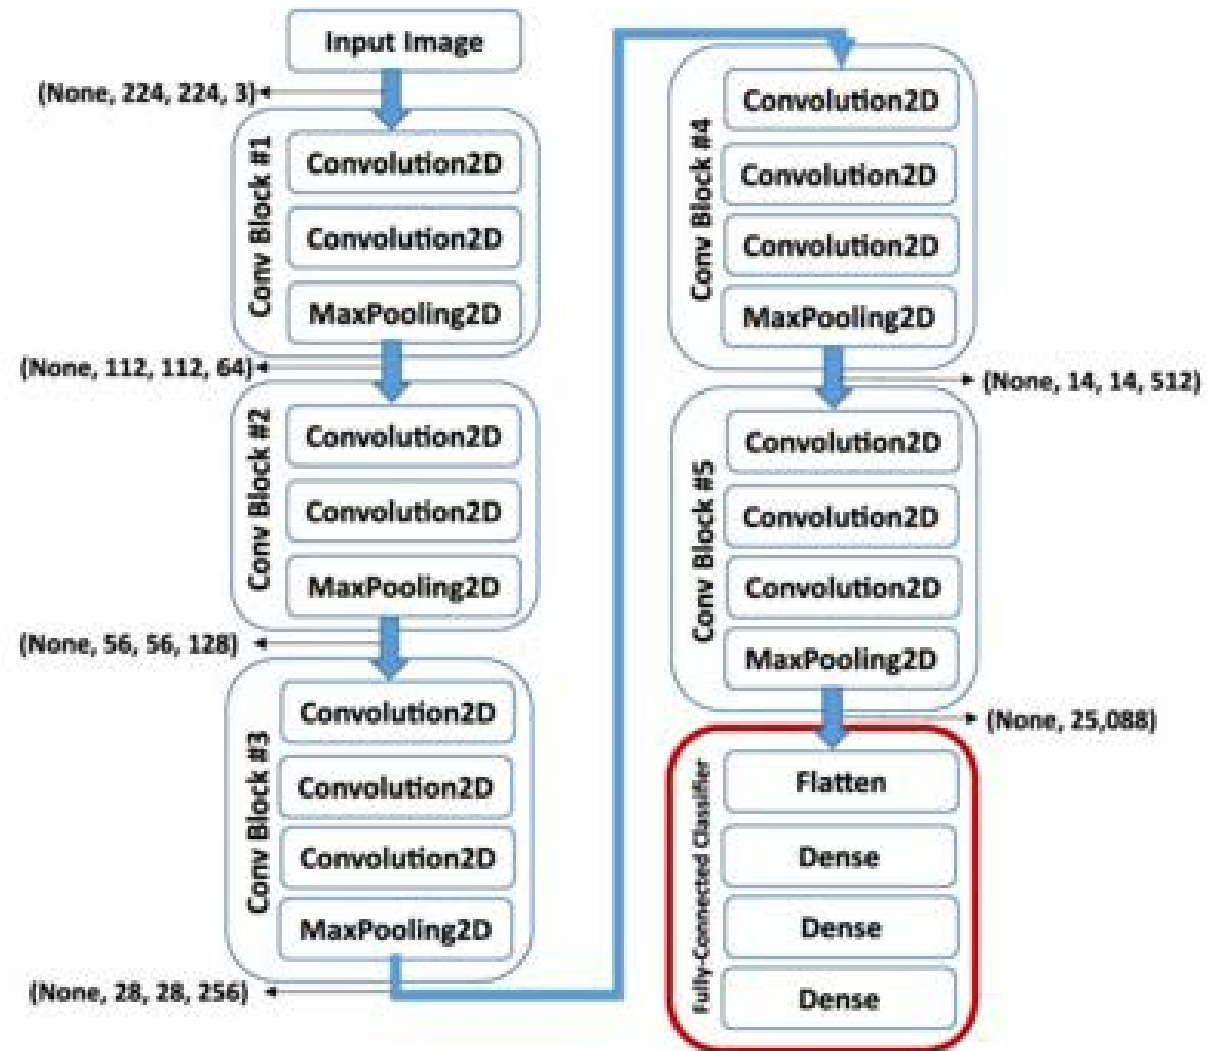 Input Image
(None, 224, 224, 3)
Conv Block #1
Convolution2D
Convolution2D
MaxPooling2D
(None, 112, 112, 64)
Conv Block #2
Convolution2D
Convolution2D
MaxPooling2D
(None, 56, 56, 128)
Conv Block #3
Convolution2D
Convolution2D
Convolution2D
MaxPooling2D
(None, 28, 28, 256)
Conv Block #4
Convolution2D
Convolution2D
Convolution2D
MaxPooling2D
(None, 14, 14, 512)
Conv Block #5
Convolution2D
Convolution2D
Convolution2D
MaxPooling2D
(None, 25,088)
Fully-Connected Classifier
Flatten
Dense
Dense
Dense